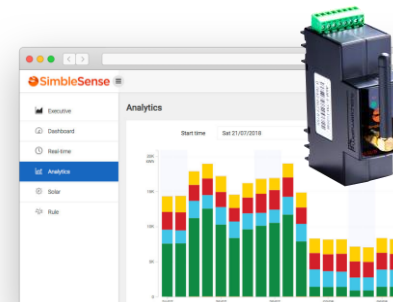 SimbleSense
Executive
Analytics
Dashboard
Start time Sat 21/07/2018
Real-time
Analytics
Solar
Rule